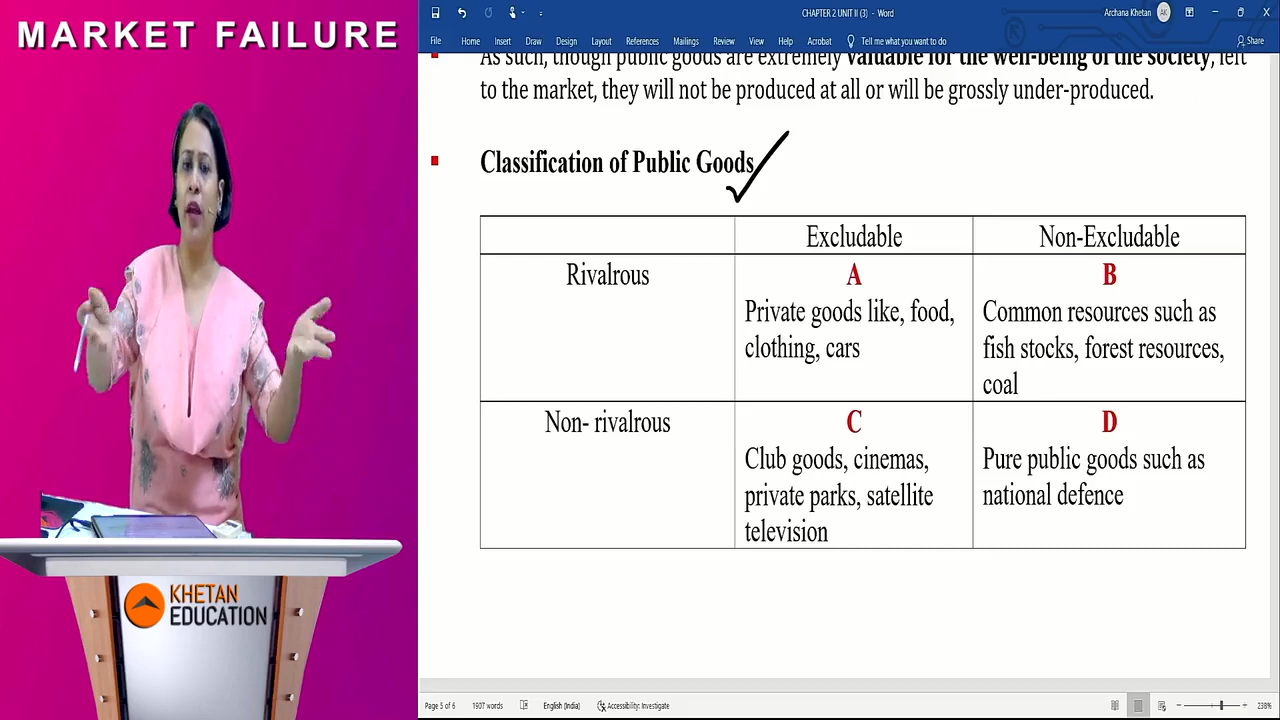 MARKET FAILURE
CHAPTER 2 UNIT II (3) - Word
Archana Khetan
AK
File Home Insert Draw Design Layout References Mailings Review View Help Acrobat Tell me what you want to do Share
As such, though public goods are extremely valuable for the well-being of the society, left
to the market, they will not be produced at all or will be grossly under-produced.
Classification of Public Goods
Excludable Non-Excludable
Rivalrous A B
Private goods like, food, Common resources such as
clothing, cars fish stocks, forest resources,
coal
Non- rivalrous C D
Club goods, cinemas, Pure public goods such as
private parks, satellite national defence
television
KHETAN
EDUCATION
Page 5 of 6 1907 words English (India) Accessibility: Investigate 238%